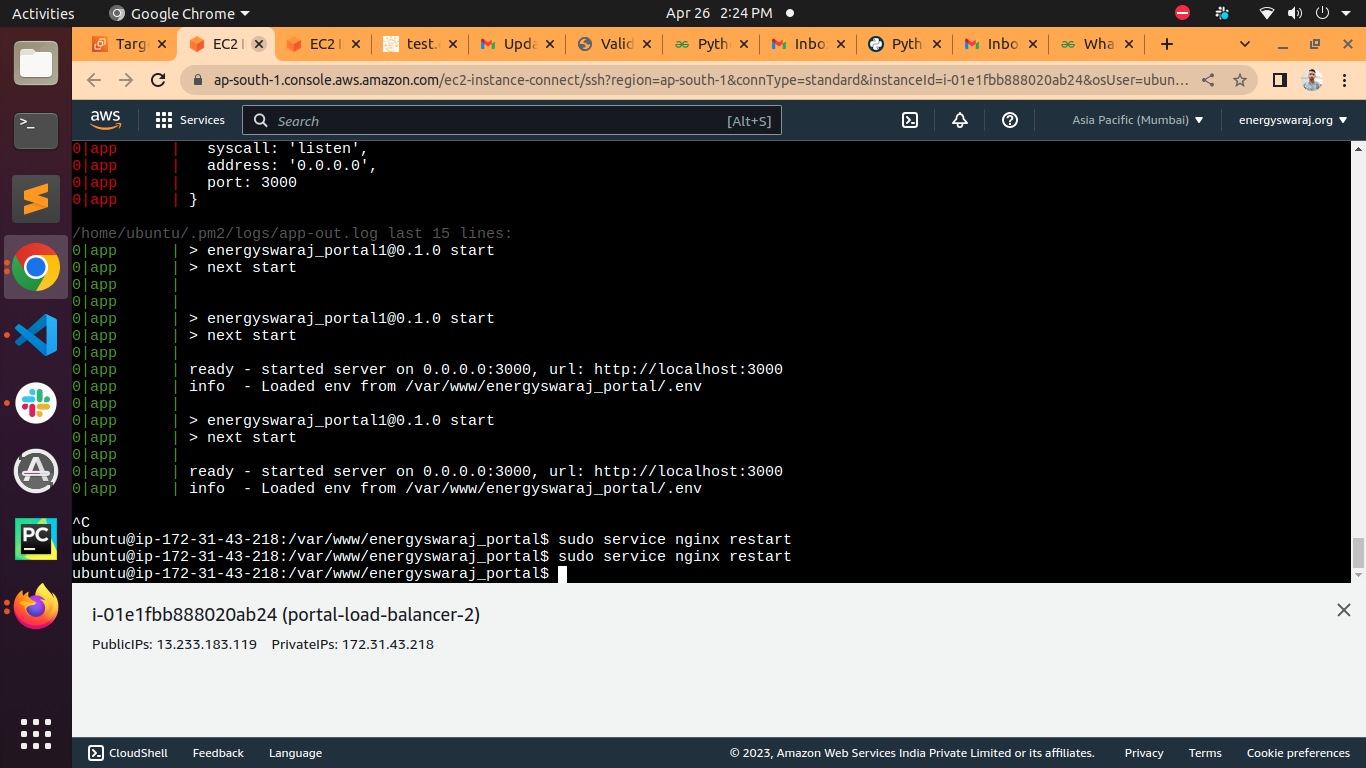 Activities Google Chrome Apr 26 2:24 PM
Targ EC2 I EC2 I test. Upda Valid Pyth Inbo Pyth Inbo Wha
ap-south-1.console.aws.amazon.com/ec2-instance-connect/ssh?region=ap-south-1&connType=standard&instanceId=i-01e1fbb888020ab24&osUser=ubun...
aws Services Search [Alt+S] Asia Pacific (Mumbai) energyswaraj.org
0|app | syscall: 'listen',
0|app | address: '0.0.0.0',
0|app | port: 3000
0|app | }
/home/ubuntu/.pm2/logs/app-out.log last 15 lines:
0|app | > energyswaraj_portal1@0.1.0 start
0|app | > next start
0|app |
0|app |
0|app | > energyswaraj_portal1@0.1.0 start
0|app | > next start
0|app |
0|app | ready - started server on 0.0.0.0:3000, url: http://localhost:3000
0|app | info - Loaded env from /var/www/energyswaraj_portal/.env
0|app |
0|app | > energyswaraj_portal1@0.1.0 start
0|app | > next start
0|app |
0|app | ready - started server on 0.0.0.0:3000, url: http://localhost:3000
0|app | info - Loaded env from /var/www/energyswaraj_portal/.env
^C
ubuntu@ip-172-31-43-218:/var/www/energyswaraj_portal$ sudo service nginx restart
ubuntu@ip-172-31-43-218:/var/www/energyswaraj_portal$ sudo service nginx restart
ubuntu@ip-172-31-43-218:/var/www/energyswaraj_portal$
i-01e1fbb888020ab24 (portal-load-balancer-2)
PublicIPs: 13.233.183.119 PrivateIPs: 172.31.43.218
CloudShell Feedback Language © 2023, Amazon Web Services India Private Limited or its affiliates. Privacy Terms Cookie preferences